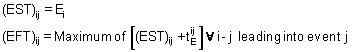 (EST)ij = Ei
(EFT)ij = Maximum of [(EST)ij + tEij] ∀ i - j leading into event j